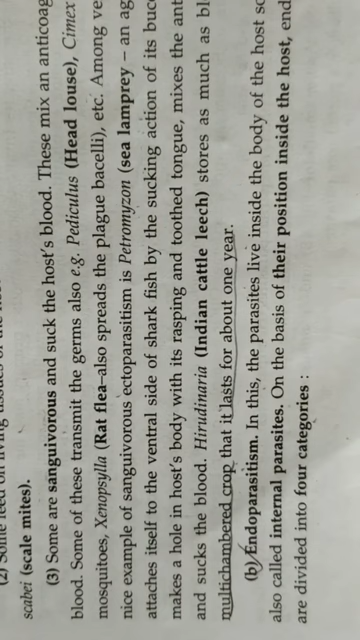 (2) Some feed on living tissues of the
scabei (scale mites).
(3) Some are sanguivorous and suck the host's blood. These mix an anticoag
blood. Some of these transmit the germs also e.g. Pediculus (Head louse), Cimex
mosquitoes, Xenopsylla (Rat flea–also spreads the plague bacelli), etc. Among ve
nice example of sanguivorous ectoparasitism is Petromyzon (sea lamprey – an ag
attaches itself to the ventral side of shark fish by the sucking action of its bucc
makes a hole in host's body with its rasping and toothed tongue, mixes the ant
and sucks the blood. Hirudinaria (Indian cattle leech) stores as much as bl
multichambered crop that it lasts for about one year.
(b) Endoparasitism. In this, the parasites live inside the body of the host so
also called internal parasites. On the basis of their position inside the host, end
are divided into four categories :